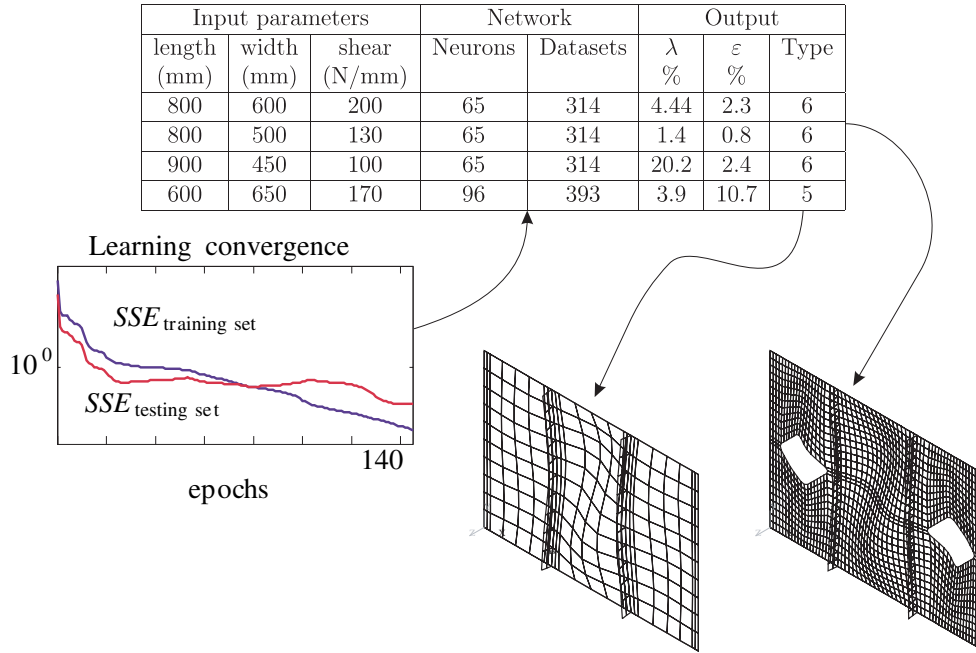 Input parameters Network Output
length width shear Neurons Datasets λ ε Type
(mm) (mm) (N/mm) % %
800 600 200 65 314 4.44 2.3 6
800 500 130 65 314 1.4 0.8 6
900 450 100 65 314 20.2 2.4 6
600 650 170 96 393 3.9 10.7 5
Learning convergence
SSE training set
10^0
SSE testing set
140
epochs